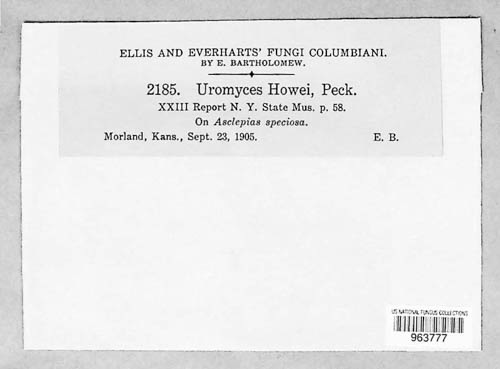 ELLIS AND EVERHARTS' FUNGI COLUMBIANI.
BY E. BARTHOLOMEW.
2185. Uromyces Howei, Peck.
XXIII Report N. Y. State Mus. p. 58.
On Asclepias speciosa.
Morland, Kans., Sept. 23, 1905. E. B.
US NATIONAL FUNGUS COLLECTIONS
963777